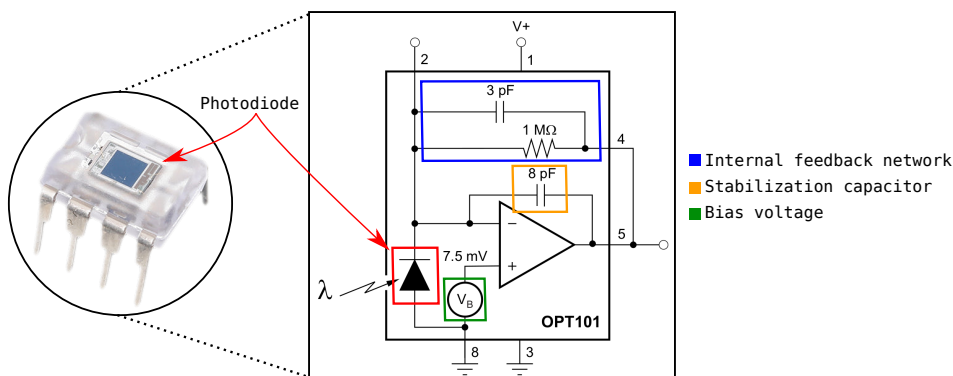 V+
2
1
3 pF
Photodiode
1 MΩ
4
Internal feedback network
8 pF
Stabilization capacitor
Bias voltage
−
5
7.5 mV
+
λ
VB
OPT101
8
3